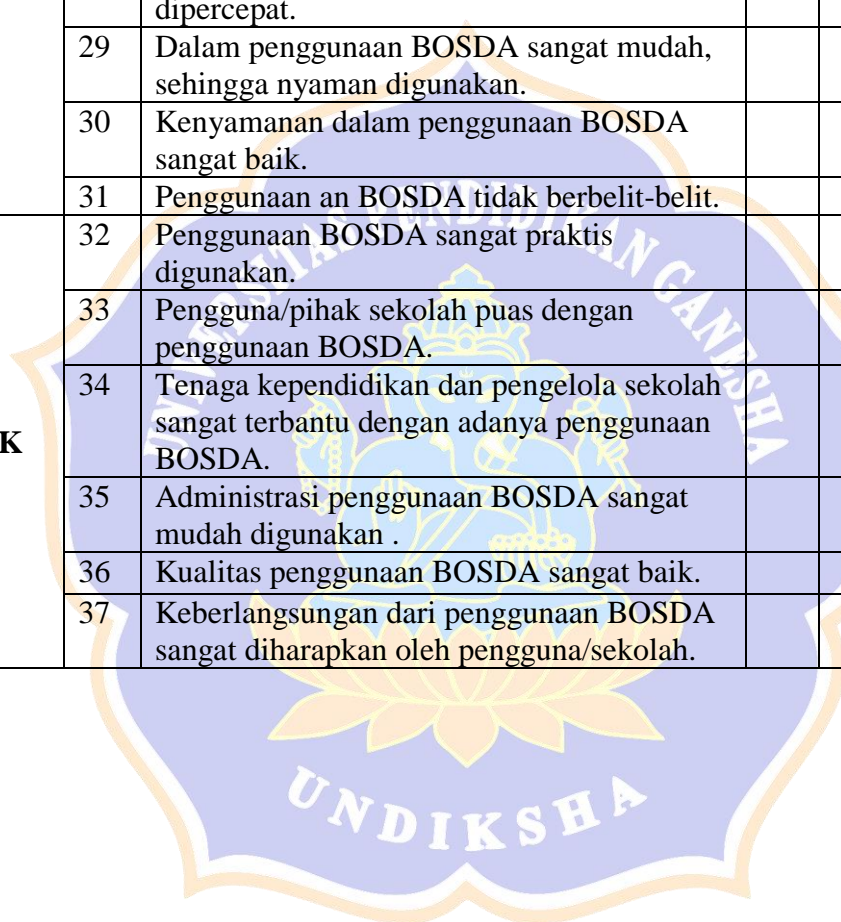 dipercepat.
29 Dalam penggunaan BOSDA sangat mudah,
sehingga nyaman digunakan.
30 Kenyamanan dalam penggunaan BOSDA
sangat baik.
31 Penggunaan an BOSDA tidak berbelit-belit.
32 Penggunaan BOSDA sangat praktis
digunakan.
33 Pengguna/pihak sekolah puas dengan
penggunaan BOSDA.
K
34 Tenaga kependidikan dan pengelola sekolah
sangat terbantu dengan adanya penggunaan
BOSDA.
35 Administrasi penggunaan BOSDA sangat
mudah digunakan .
36 Kualitas penggunaan BOSDA sangat baik.
37 Keberlangsungan dari penggunaan BOSDA
sangat diharapkan oleh pengguna/sekolah.
UNIVERSITAS PENDIDIKAN GANESHA
UNDIKSHA